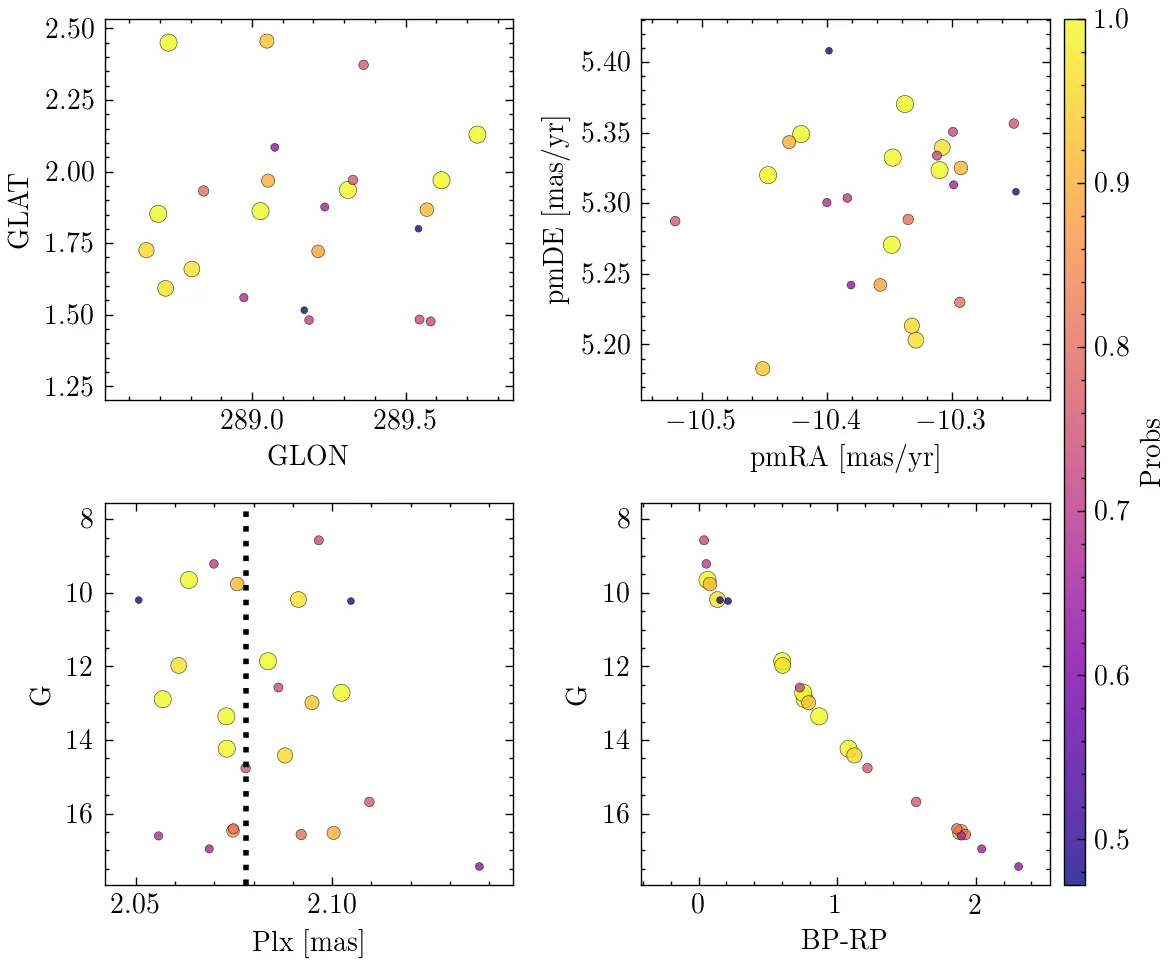 2.50
2.25
2.00
1.75
1.50
1.25
GLAT
289.0 289.5
GLON
5.40
5.35
5.30
5.25
5.20
pmDE [mas/yr]
−10.5 −10.4 −10.3
pmRA [mas/yr]
8
10
12
14
16
G
2.05 2.10
Plx [mas]
8
10
12
14
16
G
0 1 2
BP-RP
1.0
0.9
0.8
0.7
0.6
0.5
Probs